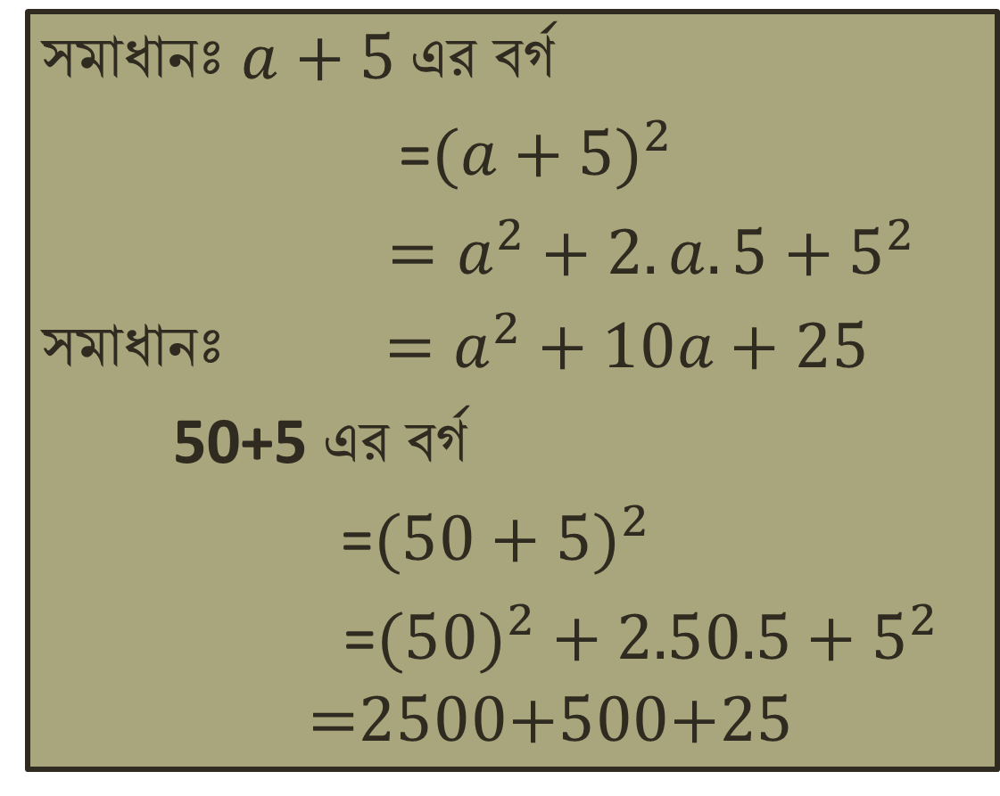 সমাধানঃ a + 5 এর বর্গ
=(a + 5)²
= a² + 2. a. 5 + 5²
সমাধানঃ = a² + 10a + 25
50+5 এর বর্গ
=(50 + 5)²
=(50)² + 2.50.5 + 5²
=2500+500+25